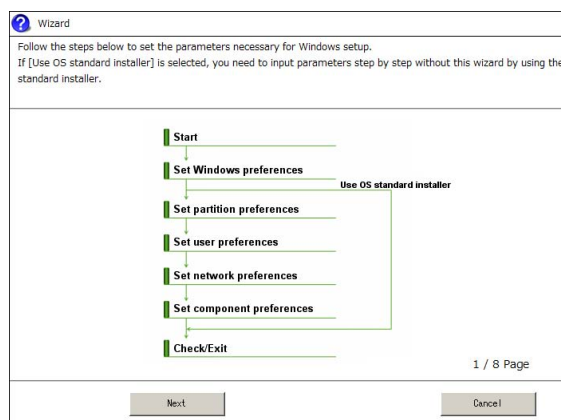 Wizard
Follow the steps below to set the parameters necessary for Windows setup.
If [Use OS standard installer] is selected, you need to input parameters step by step without this wizard by using the
standard installer.
Start
Set Windows preferences
Use OS standard installer
Set partition preferences
Set user preferences
Set network preferences
Set component preferences
Check/Exit
1 / 8 Page
Next
Cancel